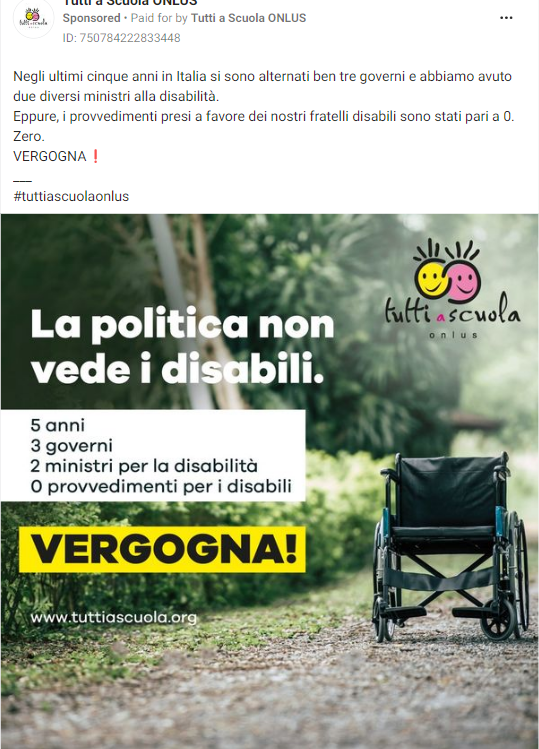 Tutti a Scuola ONLUS
Sponsored • Paid for by Tutti a Scuola ONLUS
ID: 750784222833448
Negli ultimi cinque anni in Italia si sono alternati ben tre governi e abbiamo avuto
due diversi ministri alla disabilità.
Eppure, i provvedimenti presi a favore dei nostri fratelli disabili sono stati pari a 0.
Zero.
VERGOGNA❗
___
#tuttiascuolaonlus
tutti a scuola
onlus
La politica non
vede i disabili.
5 anni
3 governi
2 ministri per la disabilità
0 provvedimenti per i disabili
VERGOGNA!
www.tuttiascuola.org